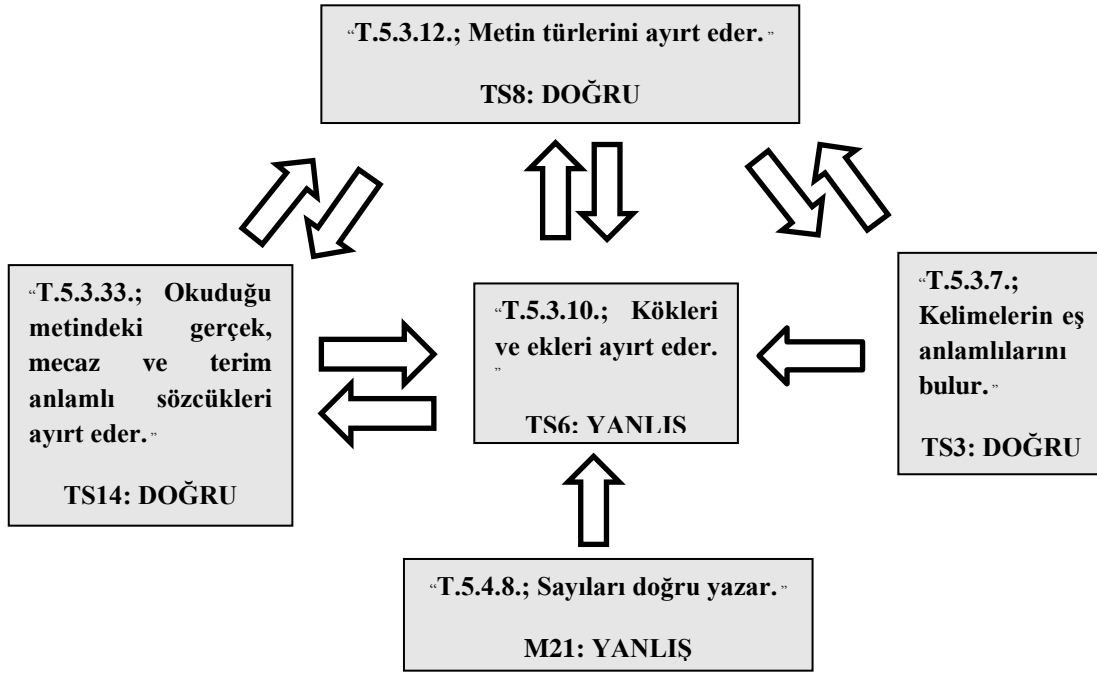 “T.5.3.12.; Metin türlerini ayırt eder.”
TS8: DOĞRU
“T.5.3.33.; Okuduğu
metindeki gerçek,
mecaz ve terim
anlamlı sözcükleri
ayırt eder.”
TS14: DOĞRU
“T.5.3.10.; Kökleri
ve ekleri ayırt eder.
”
TS6: YANLIŞ
“T.5.3.7.;
Kelimelerin eş
anlamlılarını
bulur.”
TS3: DOĞRU
“T.5.4.8.; Sayıları doğru yazar.”
M21: YANLIŞ